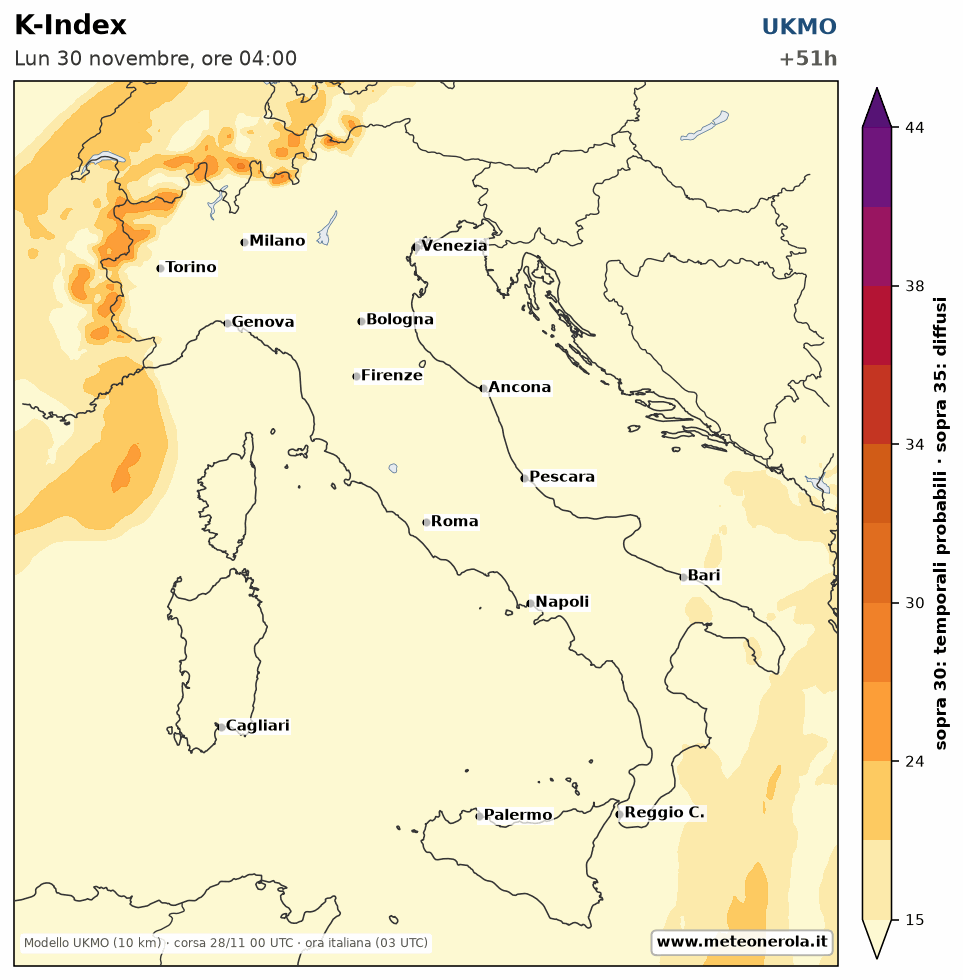 K-Index
UKMO
Lun 30 novembre, ore 04:00
+51h
44
Milano
Venezia
Torino
38
Genova
Bologna
Firenze
Ancona
34
Pescara
Roma
Bari
Napoli
30
Cagliari
24
Palermo
Reggio C.
15
sopra 30: temporali probabili · sopra 35: diffusi
Modello UKMO (10 km) · corsa 28/11 00 UTC · ora italiana (03 UTC)
www.meteonerola.it